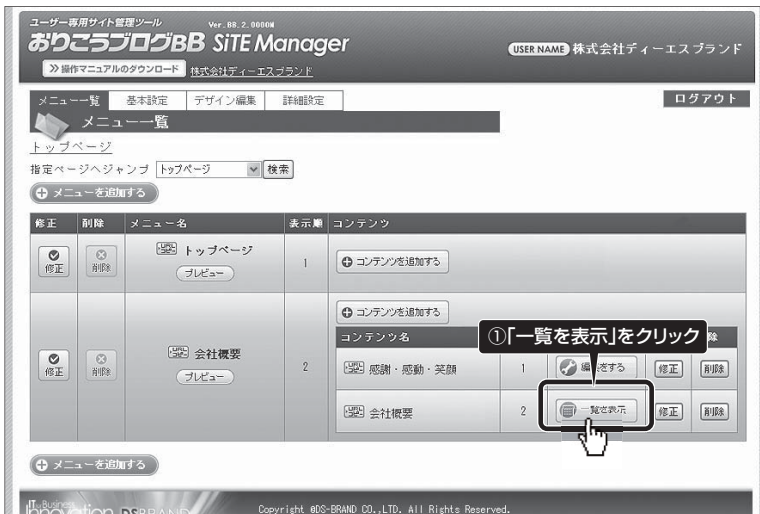 ユーザー専用サイト管理ツール Ver.BB.2.0000N
おりこうブログBB SiTE Manager
USER NAME 株式会社ディーエスブランド
≫操作マニュアルのダウンロード 株式会社ディーエスブランド
メニュー一覧 基本設定 デザイン編集 詳細設定 ログアウト
メニュー一覧
トップページ
指定ページへジャンプ トップページ 検索
メニューを追加する
修正 削除 メニュー名 表示順 コンテンツ
修正 削除 トップページ 1 コンテンツを追加する
プレビュー
コンテンツを追加する
コンテンツ名 除
①「一覧を表示」をクリック
修正 削除 会社概要 2 感謝・感動・笑顔 1 をする 修正 削除
プレビュー
会社概要 2 一覧を表示 修正 削除
メニューを追加する
IT Business
Innovation DSBRAND
Copyright @DS-BRAND CO.,LTD. All Rights Reserved.